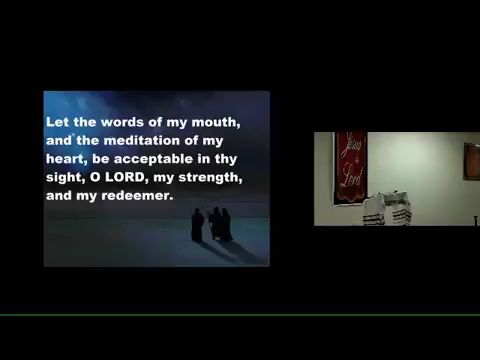 Let the words of my mouth,
and the meditation of my
heart, be acceptable in thy
sight, O LORD, my strength,
and my redeemer.
Jesus
is
Lord